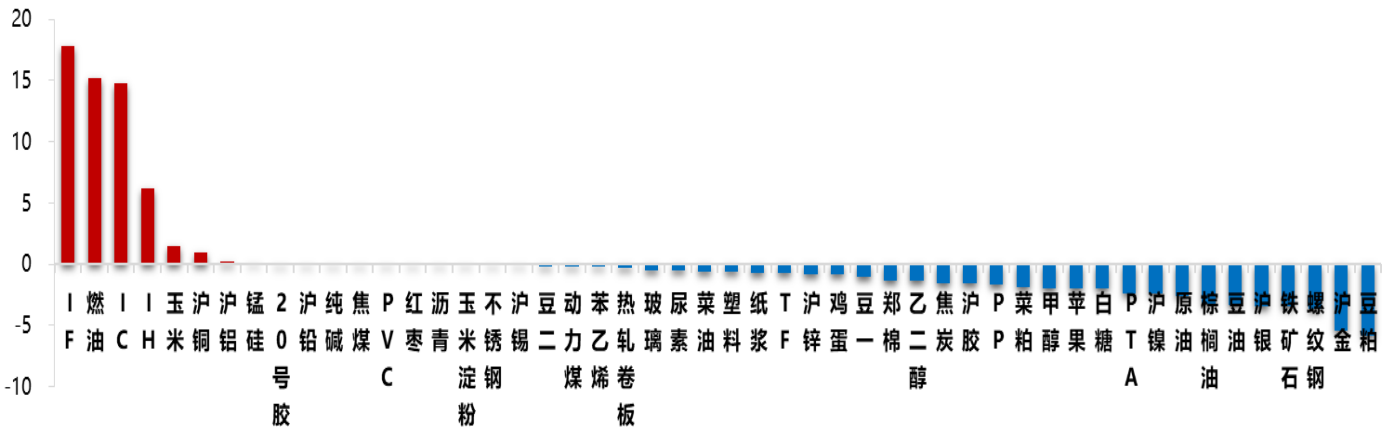 20
15
10
5
0
-5
-10
IF
燃油
IC
IH
玉米
沪铜
沪铝
锰硅
20号胶
沪铅
纯碱
焦煤
PVC
红枣
沥青
玉米淀粉
不锈钢
沪锡
豆二
动力煤
苯乙烯
热轧卷板
玻璃
尿素
菜油
塑料
纸浆
TF
沪锌
鸡蛋
豆一
郑棉
乙二醇
焦炭
沪胶
PP
菜粕
甲醇
苹果
白糖
PTA
沪镍
原油
棕榈油
豆油
沪银
铁矿石
螺纹钢
沪金
豆粕